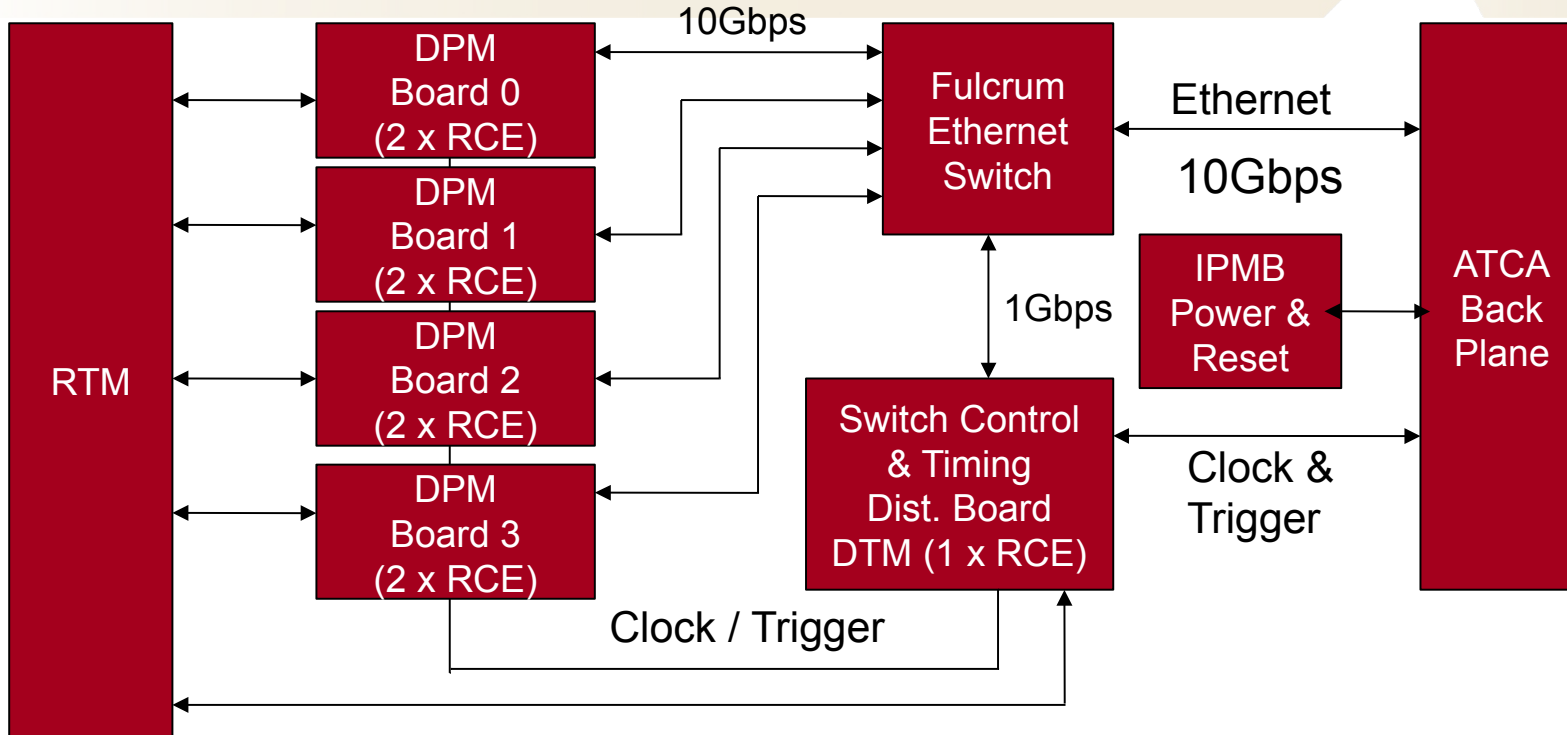 10Gbps
RTM
DPM
Board 0
(2 x RCE)
DPM
Board 1
(2 x RCE)
DPM
Board 2
(2 x RCE)
DPM
Board 3
(2 x RCE)
Fulcrum
Ethernet
Switch
Ethernet
10Gbps
1Gbps
IPMB
Power &
Reset
ATCA
Back
Plane
Switch Control
& Timing
Dist. Board
DTM (1 x RCE)
Clock &
Trigger
Clock / Trigger